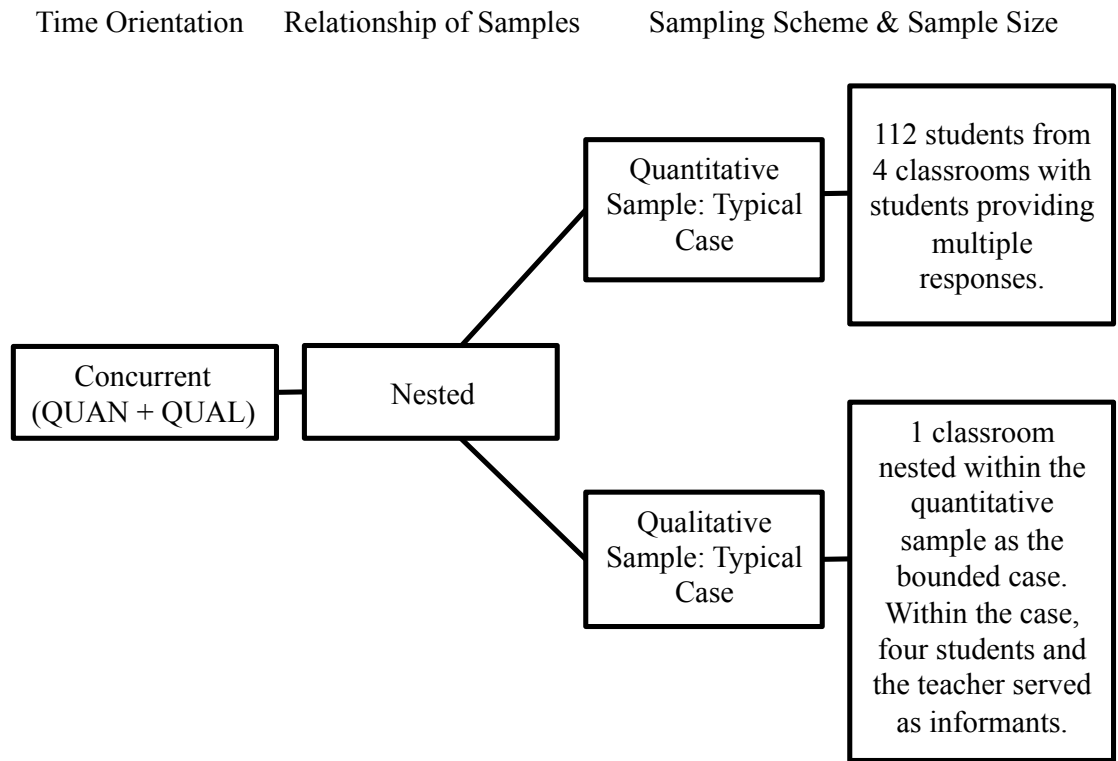 Time Orientation
Relationship of Samples
Sampling Scheme & Sample Size
Concurrent
(QUAN + QUAL)
Nested
Quantitative
Sample: Typical
Case
112 students from
4 classrooms with
students providing
multiple
responses.
Qualitative
Sample: Typical
Case
1 classroom
nested within the
quantitative
sample as the
bounded case.
Within the case,
four students and
the teacher served
as informants.